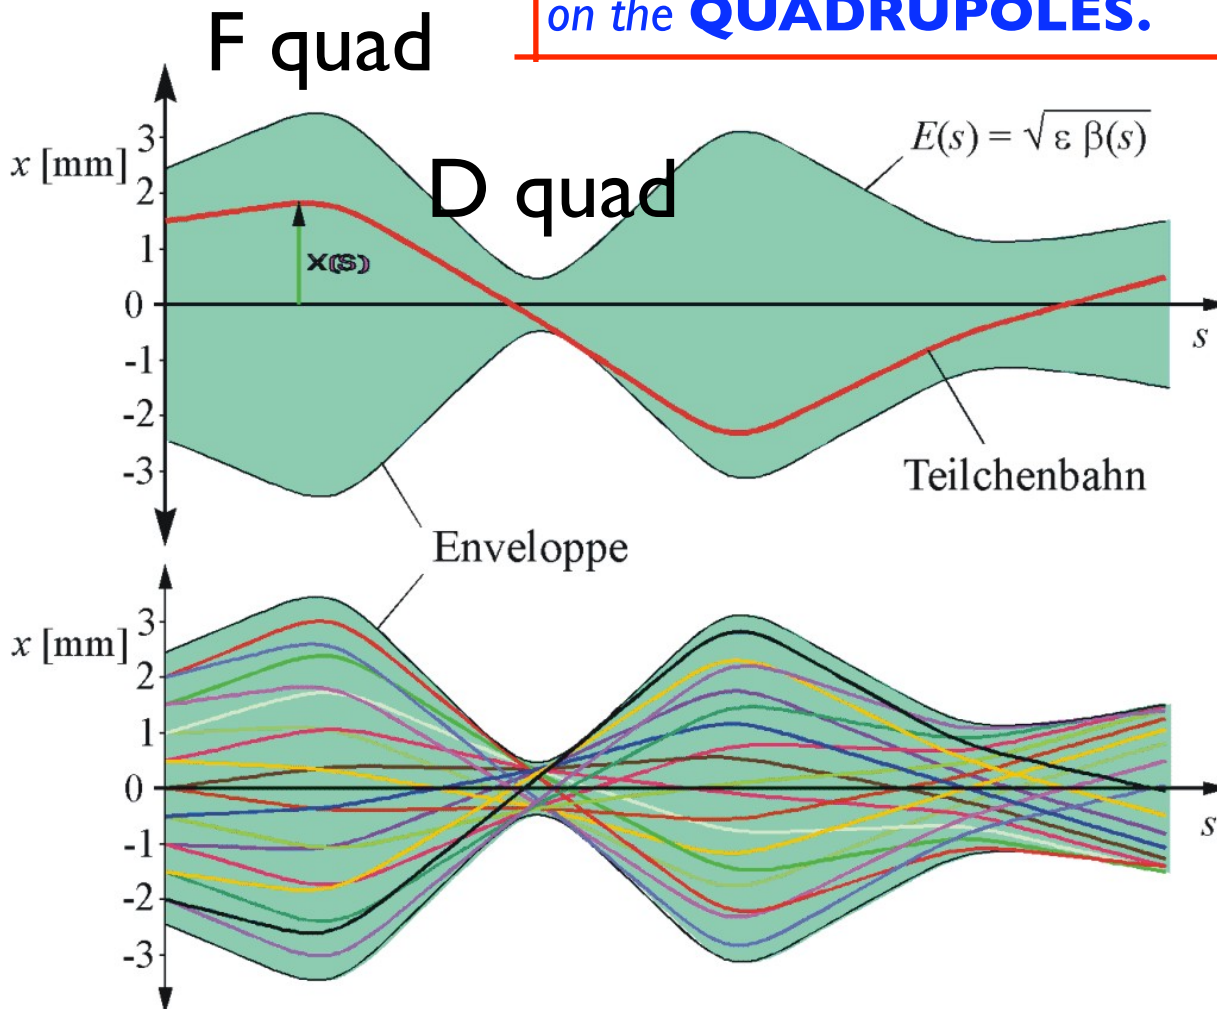 on the QUADRUPOLES.
F quad
x [mm]
3
2
1
0
-1
-2
-3
D quad
E(s) = √ε β(s)
X(S)
s
Teilchenbahn
Enveloppe
x [mm]
3
2
1
0
-1
-2
-3
s